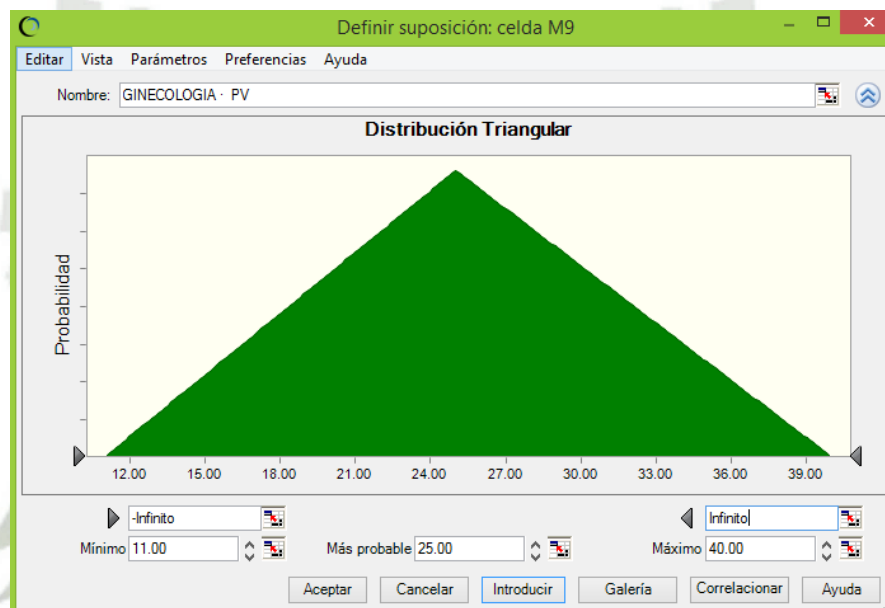 Definir suposición: celda M9
Editar Vista Parámetros Preferencias Ayuda
Nombre: GINECOLOGIA · PV
Distribución Triangular
Probabilidad
12.00 15.00 18.00 21.00 24.00 27.00 30.00 33.00 36.00 39.00
-Infinito Infinito
Mínimo 11.00 Más probable 25.00 Máximo 40.00
Aceptar Cancelar Introducir Galería Correlacionar Ayuda